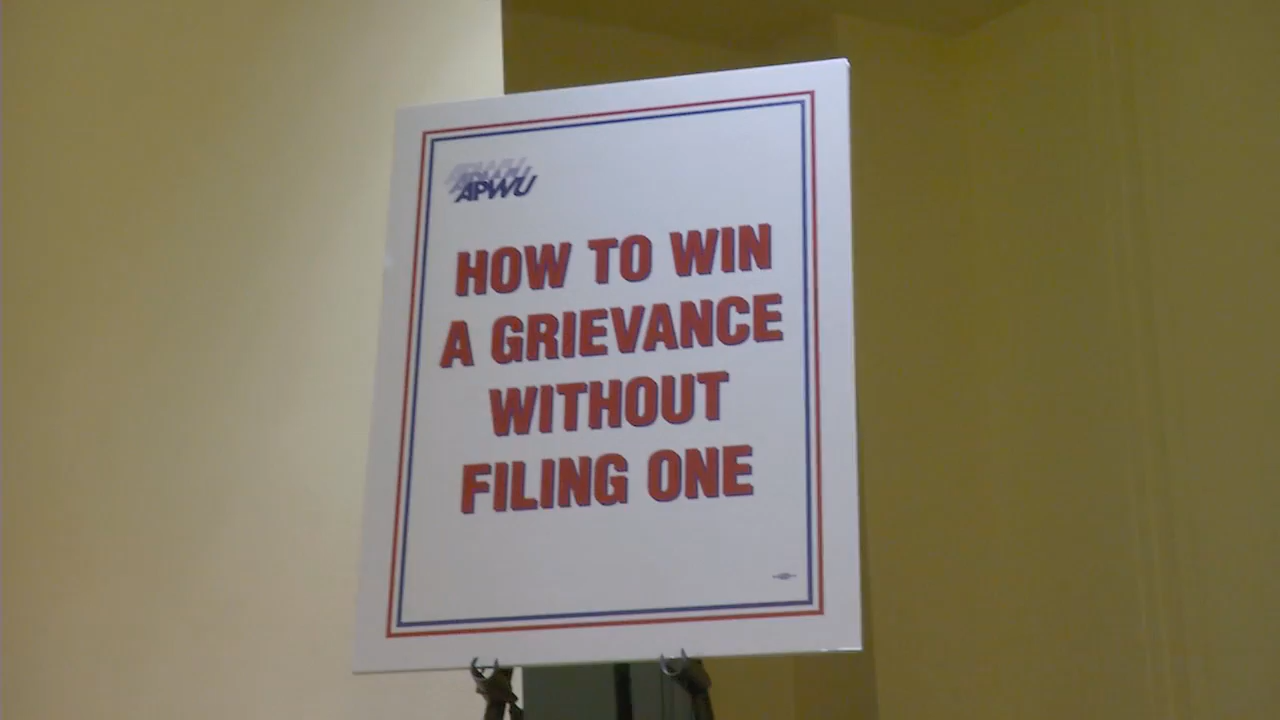 APWU
HOW TO WIN
A GRIEVANCE
WITHOUT
FILING ONE